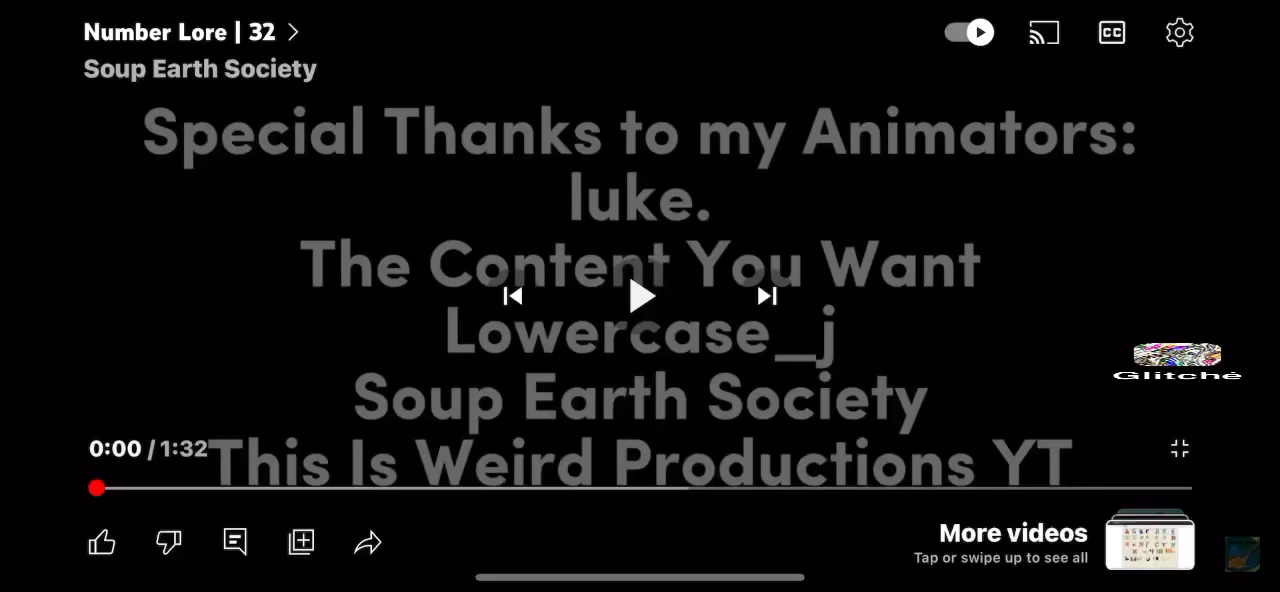 Number Lore | 32
Soup Earth Society
CC
Special Thanks to my Animators:
luke.
The Content You Want
Lowercase_j
Soup Earth Society
This Is Weird Productions YT
Glitché
0:00 / 1:32
More videos
Tap or swipe up to see all